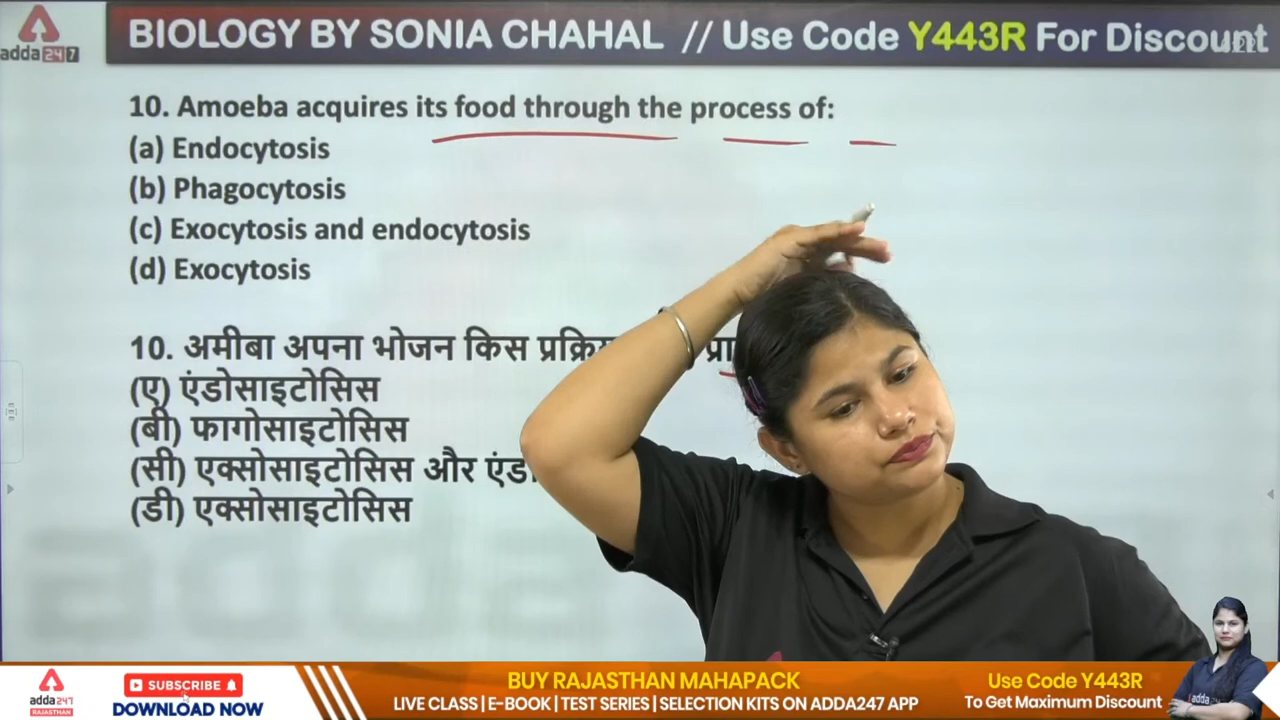 adda247
BIOLOGY BY SONIA CHAHAL // Use Code Y443R For Discount
10. Amoeba acquires its food through the process of:
(a) Endocytosis
(b) Phagocytosis
(c) Exocytosis and endocytosis
(d) Exocytosis
10. अमीबा अपना भोजन किस
(ए) एंडोसाइटोसिस
(बी) फागोसाइटोसिस
(सी) एक्सोसाइटोसिस और
(डी) एक्सोसाइटोसिस
adda247
RAJASTHAN
SUBSCRIBE
DOWNLOAD NOW
BUY RAJASTHAN MAHAPACK
LIVE CLASS | E-BOOK | TEST SERIES | SELECTION KITS ON ADDA247 APP
Use Code Y443R
To Get Maximum Discount